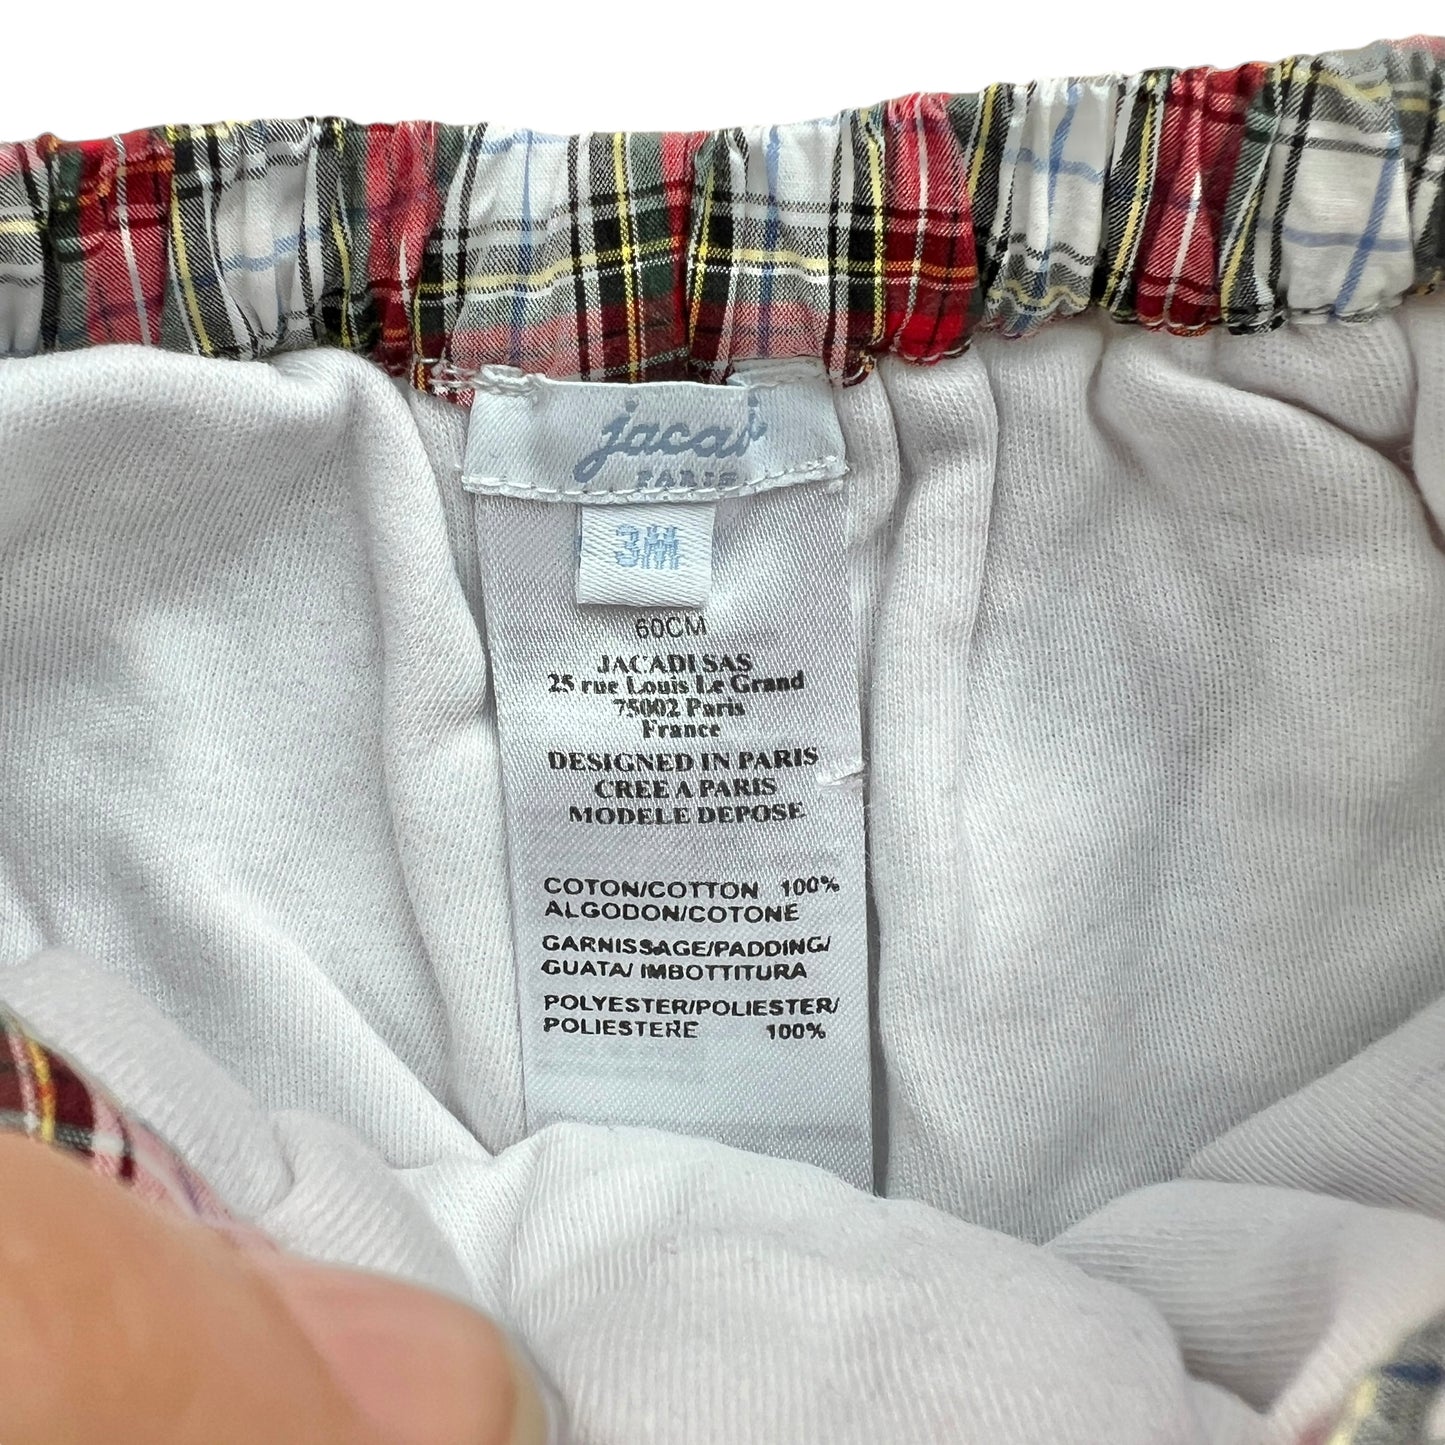 jacadi
PARIS
3M
60CM
JACADI SAS
25 rue Louis Le Grand
75002 Paris
France
DESIGNED IN PARIS
CREE A PARIS
MODELE DEPOSE
COTON/COTTON 100%
ALGODON/COTONE
GARNISSAGE/PADDING/
GUATA/ IMBOTTITURA
POLYESTER/POLIESTER/
POLIESTERE 100%